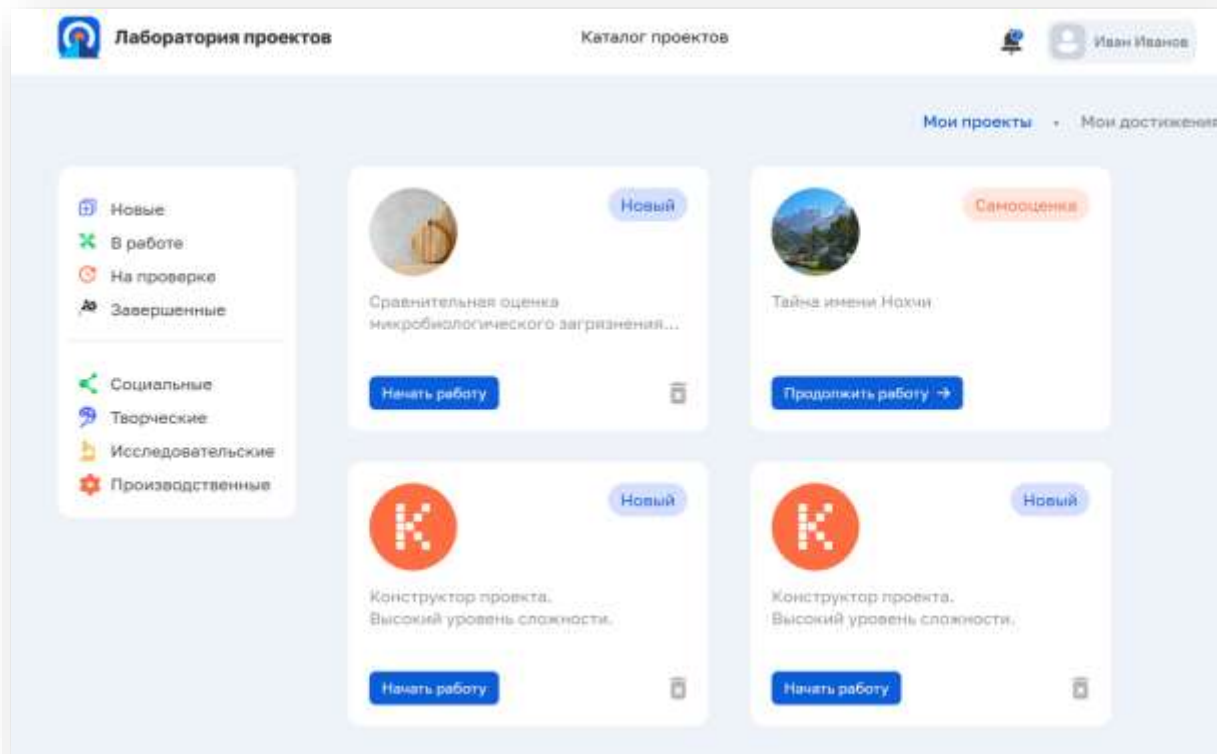 Лаборатория проектов
Каталог проектов
Иван Иванов
Мои проекты • Мои достижения
Новые
В работе
На проверке
Завершенные
Социальные
Творческие
Исследовательские
Производственные
Новый
Сравнительная оценка
микробиологического загрязнения...
Начать работу
Самооценка
Тайна имени Нохчи
Продолжить работу →
Новый
Конструктор проекта.
Высокий уровень сложности.
Начать работу
Новый
Конструктор проекта.
Высокий уровень сложности.
Начать работу